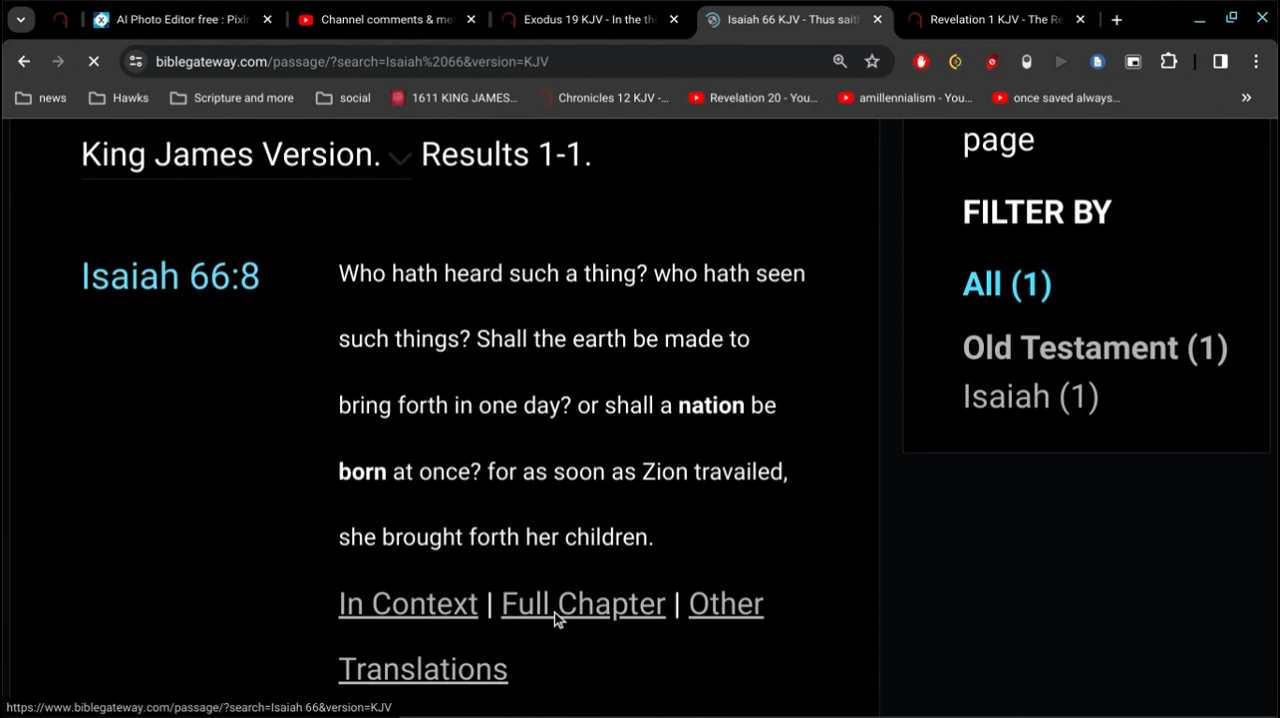 AI Photo Editor free : Pixlr
Channel comments & me
Exodus 19 KJV - In the thi
Isaiah 66 KJV - Thus saith
Revelation 1 KJV - The Re
biblegateway.com/passage/?search=Isaiah%2066&version=KJV
news
Hawks
Scripture and more
social
1611 KING JAMES...
Chronicles 12 KJV -...
Revelation 20 - You...
amillennialism - You...
once saved always...
King James Version. Results 1-1.
page
FILTER BY
All (1)
Old Testament (1)
Isaiah (1)
Isaiah 66:8
Who hath heard such a thing? who hath seen
such things? Shall the earth be made to
bring forth in one day? or shall a nation be
born at once? for as soon as Zion travailed,
she brought forth her children.
In Context | Full Chapter | Other
Translations
https://www.biblegateway.com/passage/?search=Isaiah 66&version=KJV